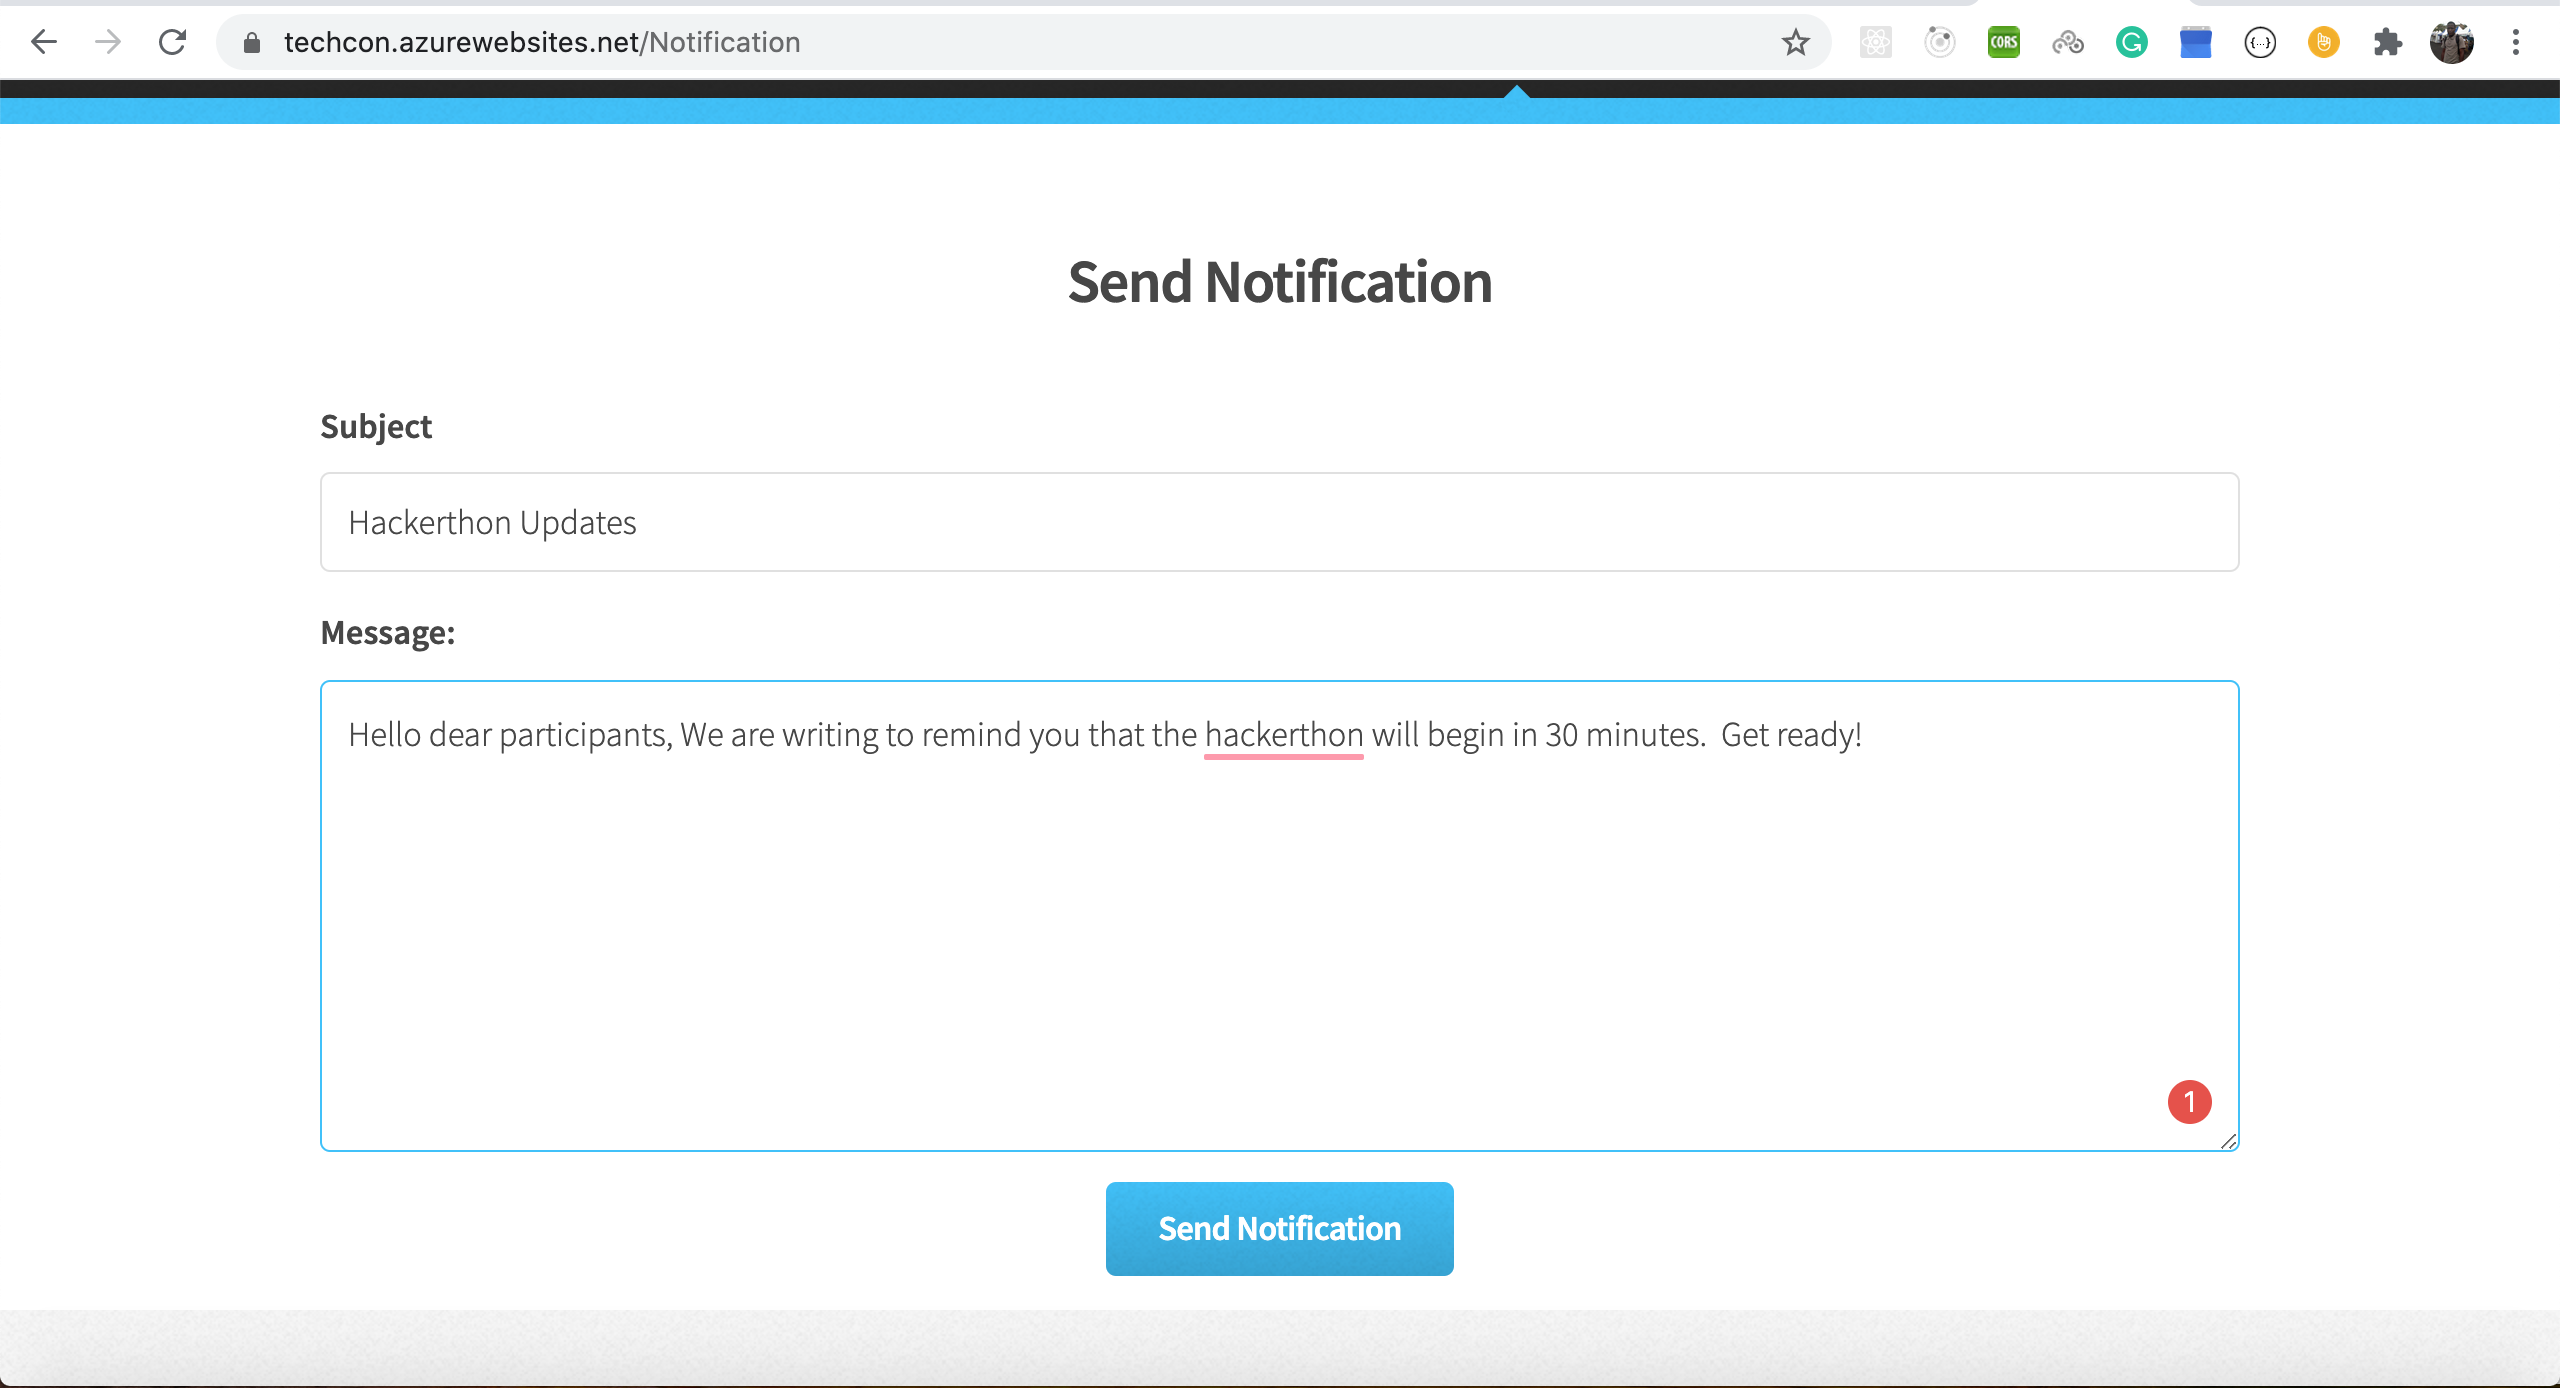 techcon.azurewebsites.net/Notification
CORS
Send Notification
Subject
Hackerthon Updates
Message:
Hello dear participants, We are writing to remind you that the hackerthon will begin in 30 minutes.  Get ready!
1
Send Notification